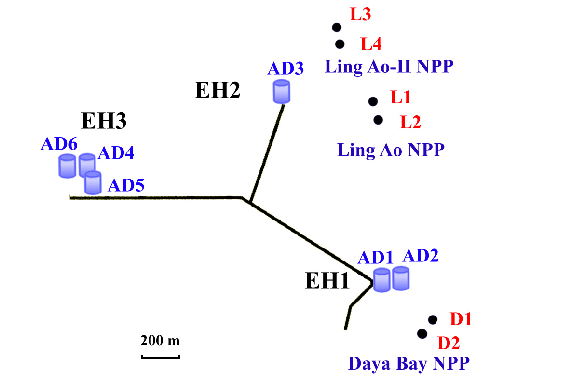 L3
L4
Ling Ao-II NPP
AD3
EH2
L1
L2
Ling Ao NPP
EH3
AD6
AD4
AD5
AD1
AD2
EH1
D1
D2
Daya Bay NPP
200 m